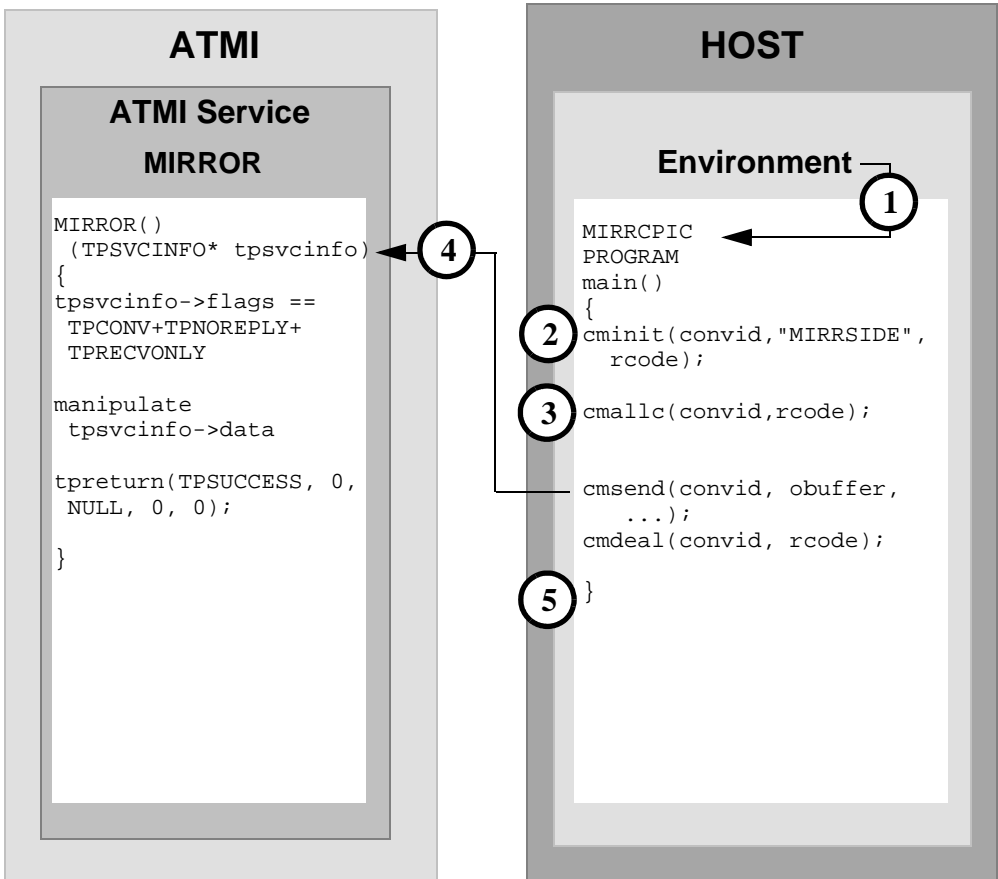 ATMI
ATMI Service
MIRROR
MIRROR()
(TPSVCINFO* tpsvcinfo)
{
tpsvcinfo->flags ==
TPCONV+TPNOREPLY+
TPRECVONLY
manipulate
tpsvcinfo->data
tpreturn(TPSUCCESS, 0,
NULL, 0, 0);
}
4
HOST
Environment
1
MIRRCPIC
PROGRAM
main()
{
2
cminit(convid,"MIRRSIDE",
rcode);
3
cmallc(convid,rcode);
cmsend(convid, obuffer,
...);
cmdeal(convid, rcode);
5
}